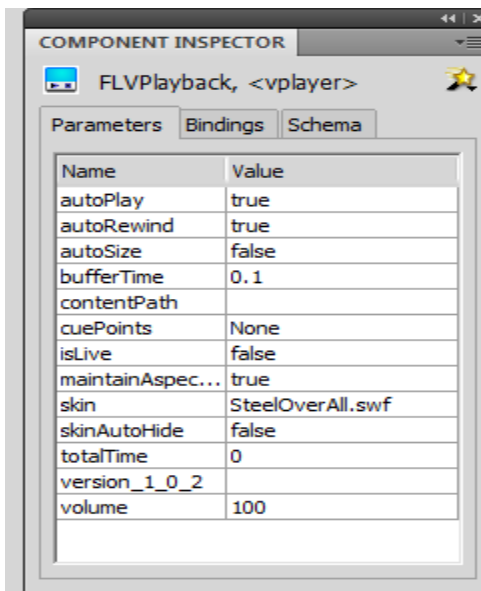 COMPONENT INSPECTOR
FLVPlayback, <vplayer>
Parameters Bindings Schema
Name Value
autoPlay true
autoRewind true
autoSize false
bufferTime 0.1
contentPath
cuePoints None
isLive false
maintainAspec... true
skin SteelOverAll.swf
skinAutoHide false
totalTime 0
version_1_0_2
volume 100